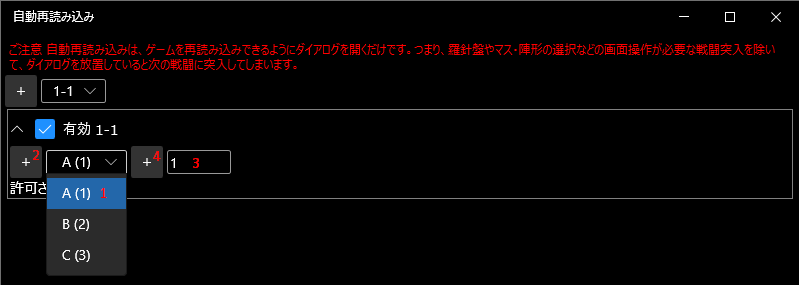 自動再読み込み
ご注意 自動再読み込みは、ゲームを再読み込みできるようにダイアログを開くだけです。つまり、羅針盤やマス・陣形の選択などの画面操作が必要な戦闘突入を除い
て、ダイアログを放置していると次の戦闘に突入してしまいます。
+ 1-1
有効 1-1
+ 2 A (1) + 4 1 3
許可さ
A (1) 1
B (2)
C (3)